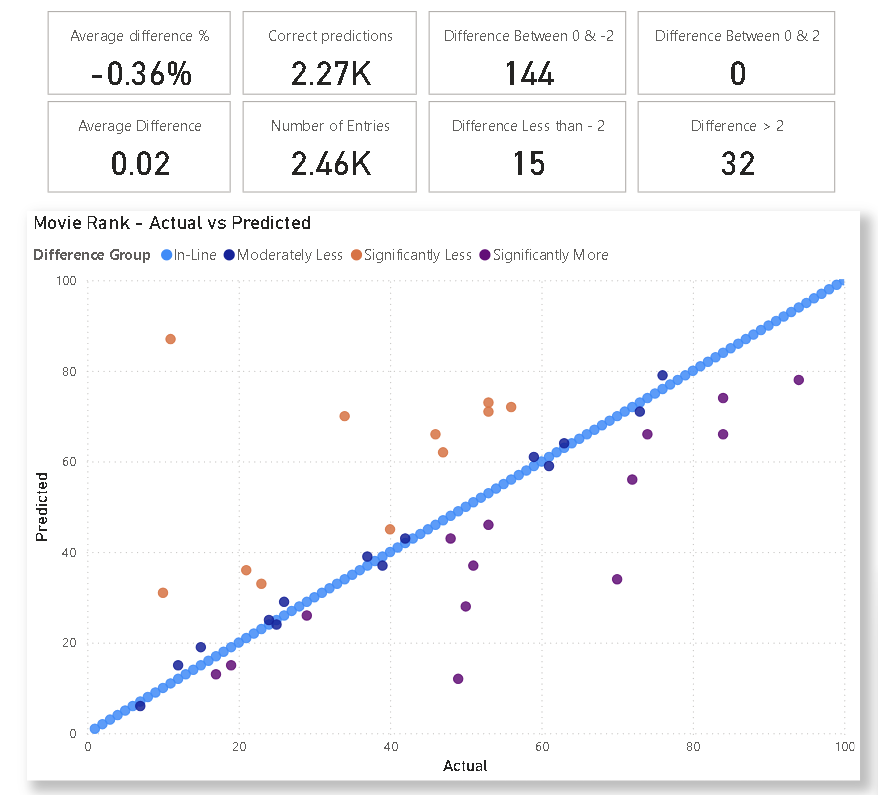 Average difference %
-0.36%
Correct predictions
2.27K
Difference Between 0 & -2
144
Difference Between 0 & 2
0
Average Difference
0.02
Number of Entries
2.46K
Difference Less than - 2
15
Difference > 2
32
Movie Rank - Actual vs Predicted
Difference Group In-Line Moderately Less Significantly Less Significantly More
100
80
60
40
20
0
Predicted
0 20 40 60 80 100
Actual